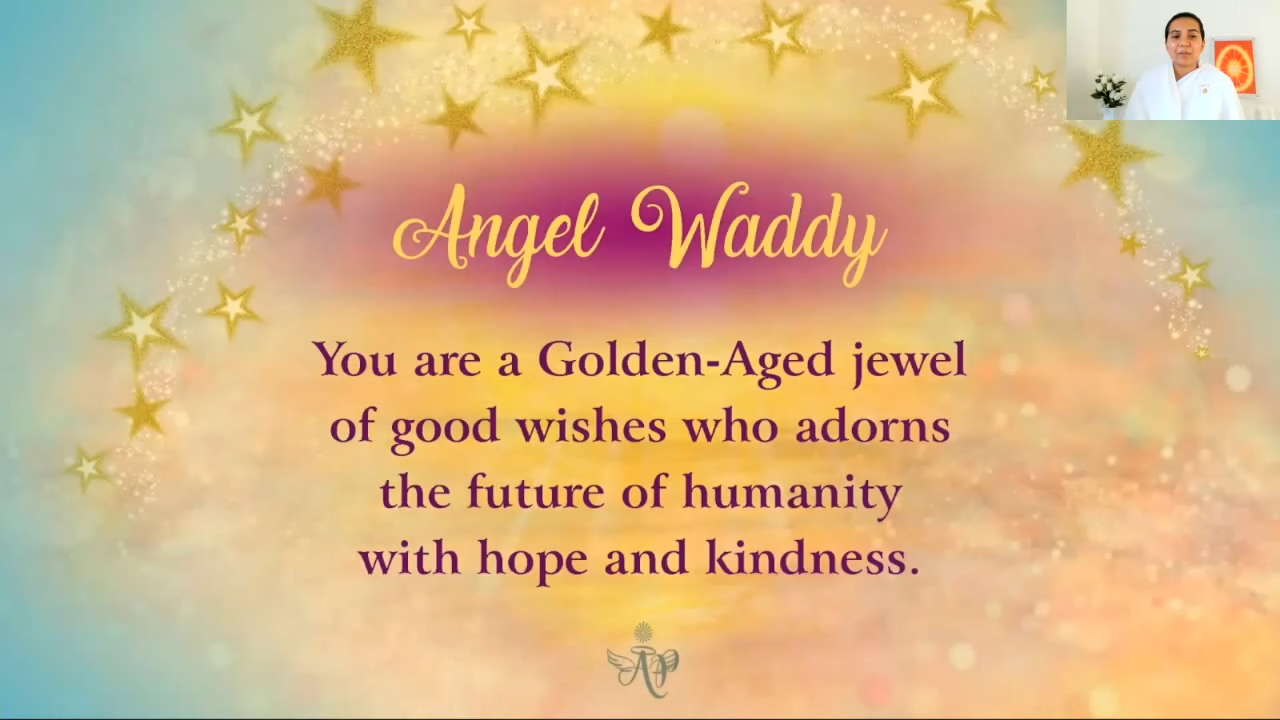 Angel Waddy
You are a Golden-Aged jewel
of good wishes who adorns
the future of humanity
with hope and kindness.